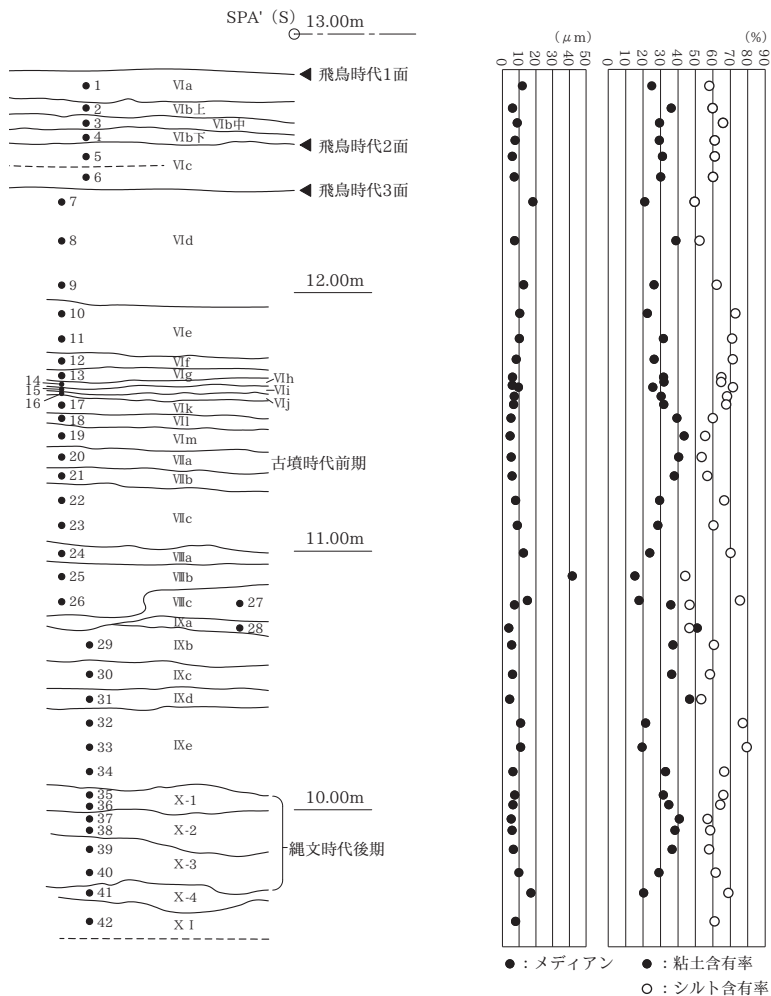 SPA'（S） 13.00m
（μm） （%）
0 10 20 30 40 50 0 10 20 30 40 50 60 70 80 90
飛鳥時代1面
1 Ⅵa
2 Ⅵb上
3 Ⅵb中
4 Ⅵb下
飛鳥時代2面
5 Ⅵc
6
飛鳥時代3面
7
8 Ⅵd
9 12.00m
10
11 Ⅵe
12 Ⅵf
13 Ⅵg
14 Ⅵh
15 Ⅵi
16 Ⅵj
17 Ⅵk
18 Ⅵl
19 Ⅵm
20 Ⅶa
古墳時代前期
21 Ⅶb
22
23 Ⅶc
11.00m
24 Ⅷa
25 Ⅷb
26 Ⅷc 27
Ⅸa 28
29 Ⅸb
30 Ⅸc
31 Ⅸd
32
33 Ⅸe
34
35 X-1
36 10.00m
37
38 X-2
39 縄文時代後期
40 X-3
41 X-4
42 XⅠ
●：メディアン ●：粘土含有率
○：シルト含有率